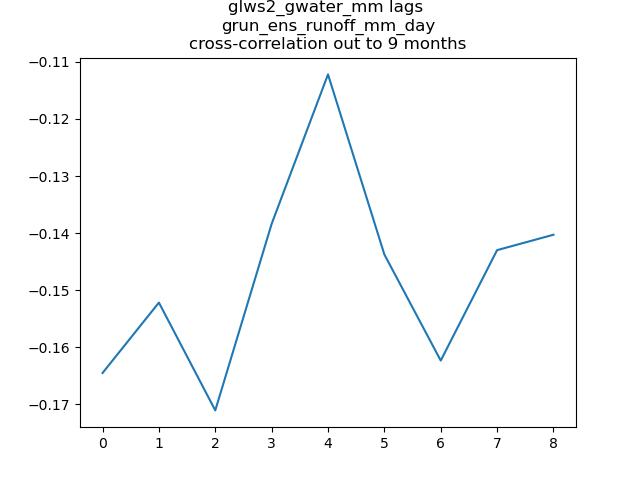 glws2_gwater_mm lags
grun_ens_runoff_mm_day
cross-correlation out to 9 months
−0.11
−0.12
−0.13
−0.14
−0.15
−0.16
−0.17
0 1 2 3 4 5 6 7 8